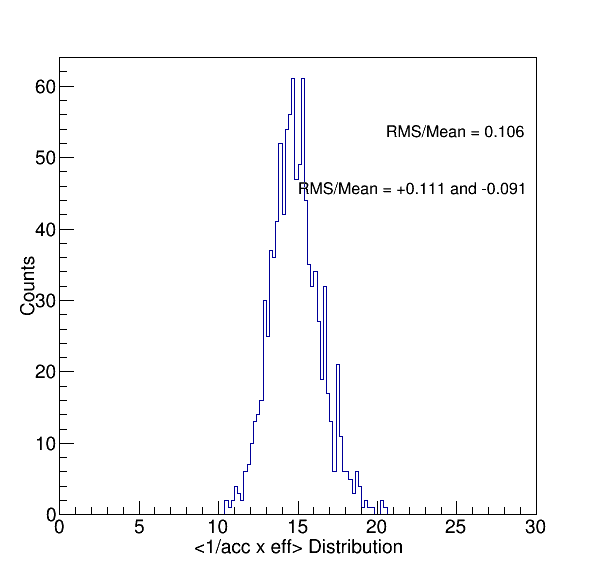 60
RMS/Mean = 0.106
50
RMS/Mean = +0.111 and -0.091
40
Counts
30
20
10
0
0 5 10 15 20 25 30
<1/acc x eff> Distribution